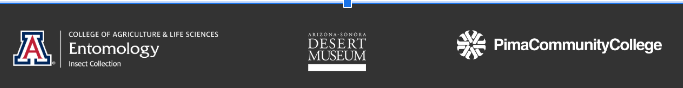 A
COLLEGE OF AGRICULTURE & LIFE SCIENCES
Entomology
Insect Collection
ARIZONA-SONORA
DESERT
MUSEUM
PimaCommunityCollege